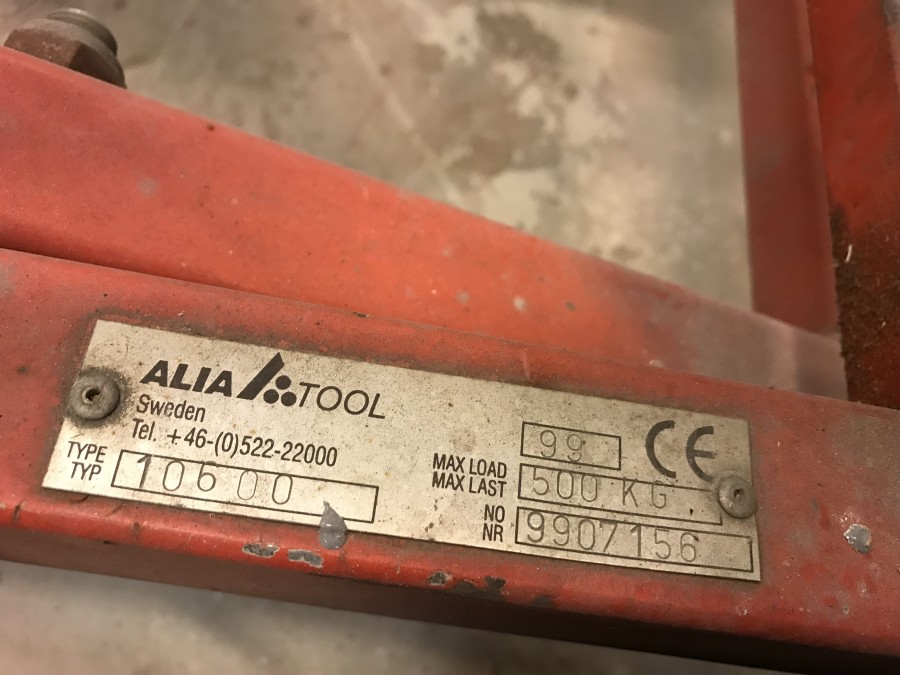 ALIA TOOL
Sweden
Tel. +46-(0)522-22000
TYPE
TYP
10600
99
CE
MAX LOAD
MAX LAST
500 KG
NO
NR
9907156